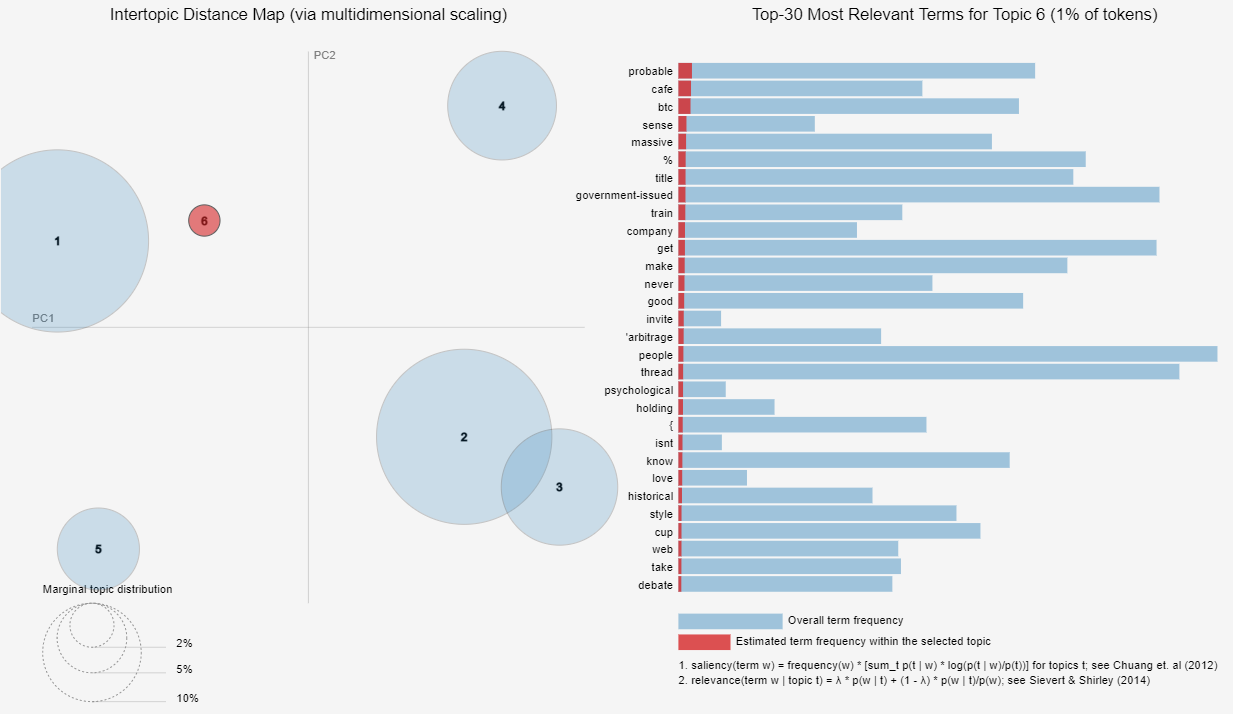 Intertopic Distance Map (via multidimensional scaling)
PC2
4
1
6
PC1
2
3
5
Marginal topic distribution
2%
5%
10%
Top-30 Most Relevant Terms for Topic 6 (1% of tokens)
probable
cafe
btc
sense
massive
%
title
government-issued
train
company
get
make
never
good
invite
'arbitrage
people
thread
psychological
holding
{
isnt
know
love
historical
style
cup
web
take
debate
Overall term frequency
Estimated term frequency within the selected topic
1. saliency(term w) = frequency(w) * [sum_t p(t | w) * log(p(t | w)/p(t))] for topics t; see Chuang et. al (2012)
2. relevance(term w | topic t) = λ * p(w | t) + (1 - λ) * p(w | t)/p(w); see Sievert & Shirley (2014)